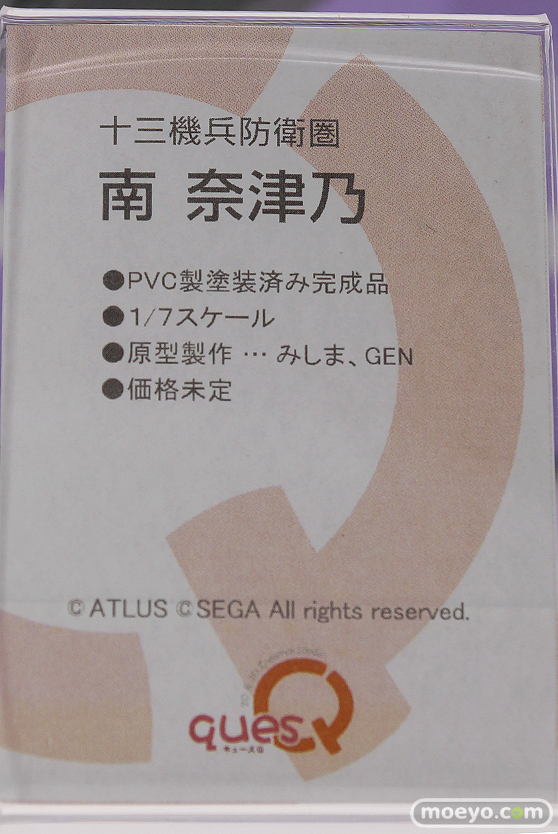 十三機兵防衛圏
南 奈津乃
●PVC製塗装済み完成品
●1/7スケール
●原型製作 … みしま、GEN
●価格未定
© ATLUS © SEGA All rights reserved.
quesQ
キューズQ
moeyo.com